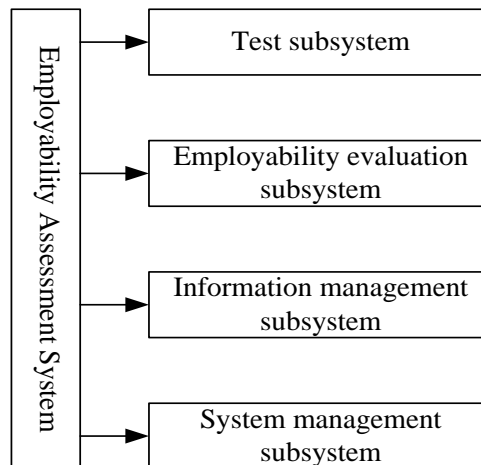 Employability Assessment System
Test subsystem
Employability evaluation
subsystem
Information management
subsystem
System management
subsystem